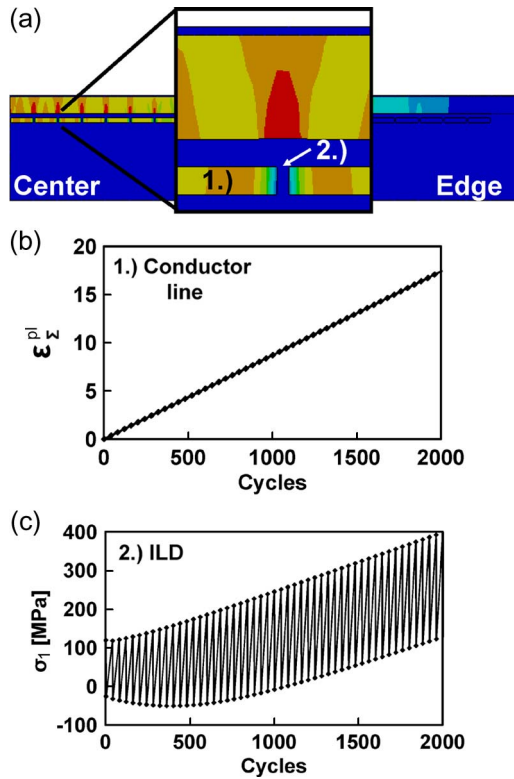 (a)
2.)
1.)
Center
Edge
(b)
20
1.) Conductor
line
15
10
5
0
ε Σ pl
0 500 1000 1500 2000
Cycles
(c)
400
2.) ILD
300
200
100
0
-100
σ1 [MPa]
0 500 1000 1500 2000
Cycles